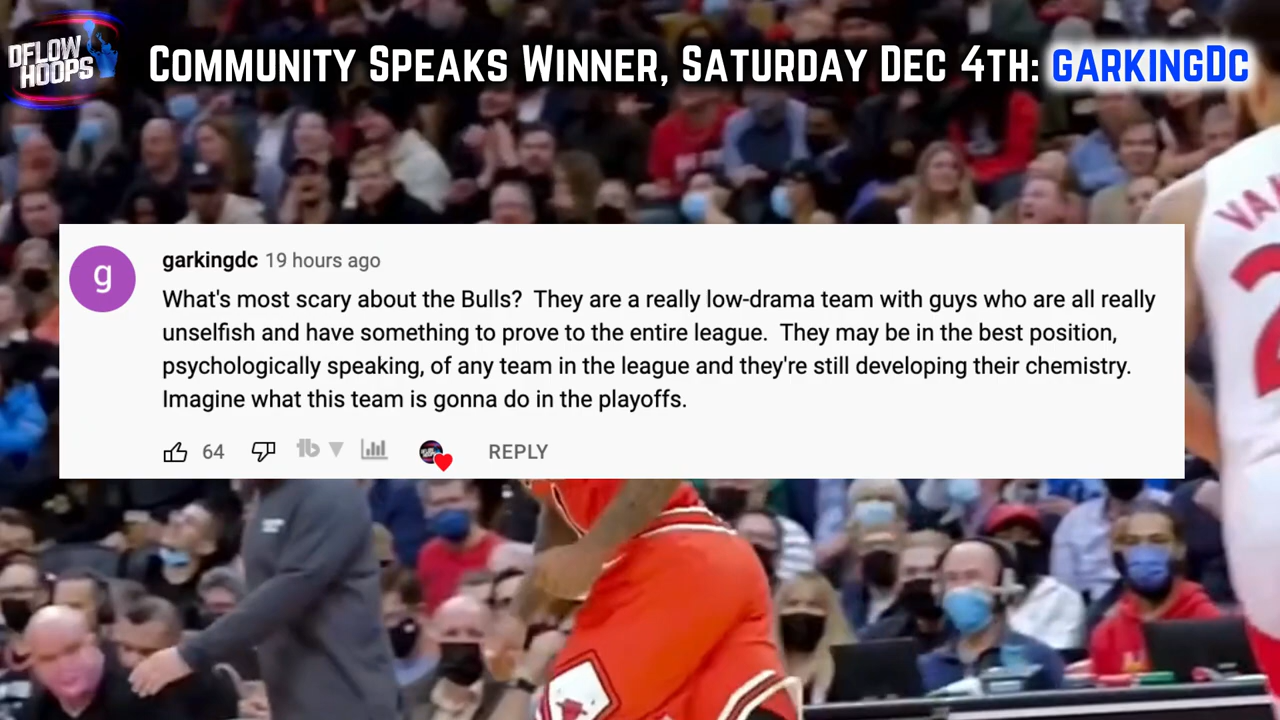 DFLOW
HOOPS
Community Speaks Winner, Saturday Dec 4th: garkingDc
g
garkingdc 19 hours ago
What's most scary about the Bulls? They are a really low-drama team with guys who are all really
unselfish and have something to prove to the entire league. They may be in the best position,
psychologically speaking, of any team in the league and they're still developing their chemistry.
Imagine what this team is gonna do in the playoffs.
64 REPLY